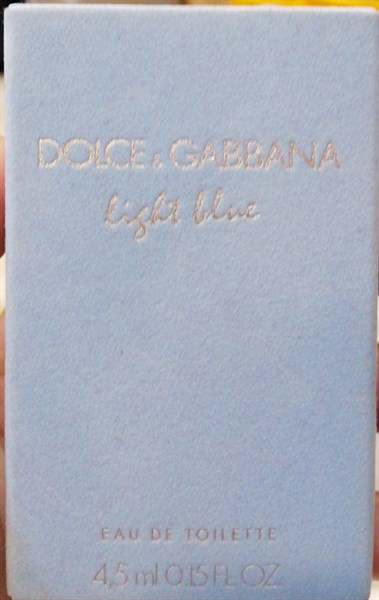 DOLCE & GABBANA
light blue
EAU DE TOILETTE
4,5 ml 0.15 FL.OZ.